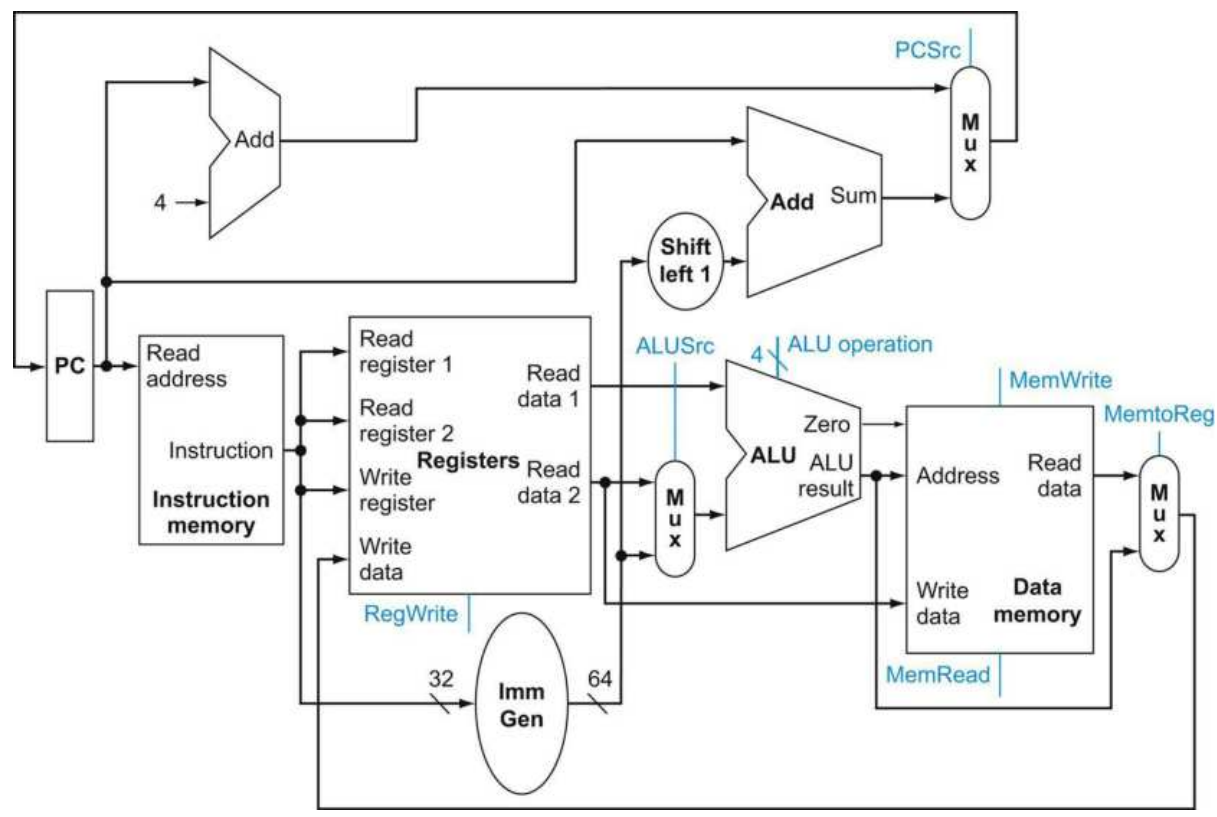 PCSrc
Add
4
M
u
x
Add
Sum
Shift
left 1
PC
Read
address
Instruction
Instruction
memory
Read
register 1
Read
register 2
Write
register
Write
data
Registers
Read
data 1
Read
data 2
RegWrite
ALUSrc
M
u
x
4
ALU operation
Zero
ALU
ALU
result
MemWrite
Address
Read
data
Write
data
Data
memory
MemRead
MemtoReg
M
u
x
32
Imm
Gen
64